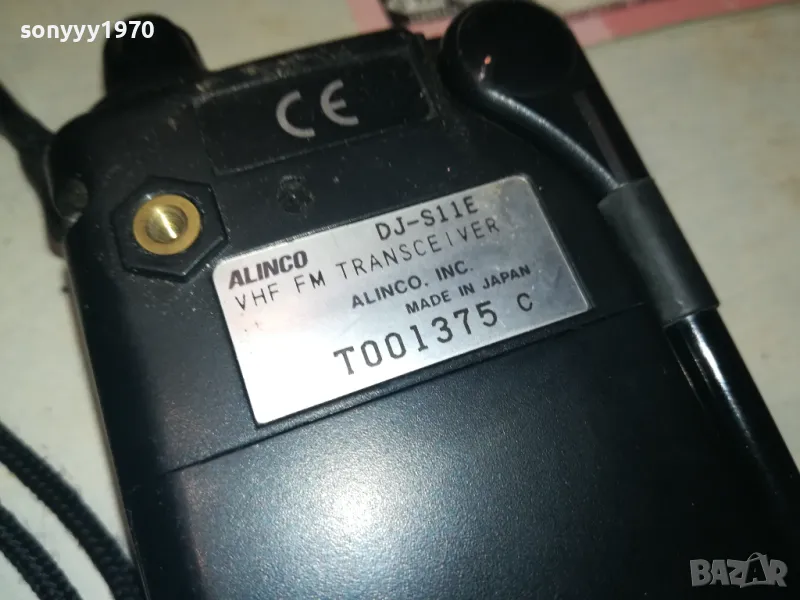 sonyyy1970
CE
ALINCO DJ-S11E
VHF FM TRANSCEIVER
ALINCO, INC.
MADE IN JAPAN
T001375 C
BAZAR